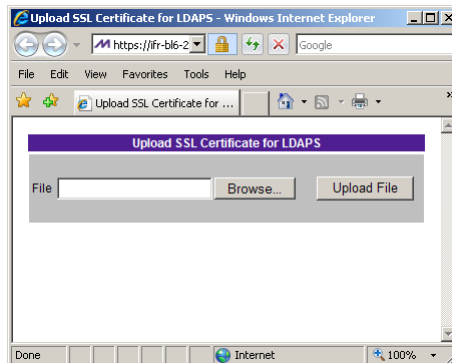 Upload SSL Certificate for LDAPS - Windows Internet Explorer
https://ifr-bl6-2
Google
File Edit View Favorites Tools Help
Upload SSL Certificate for ...
Upload SSL Certificate for LDAPS
File Browse... Upload File
Done Internet 100%